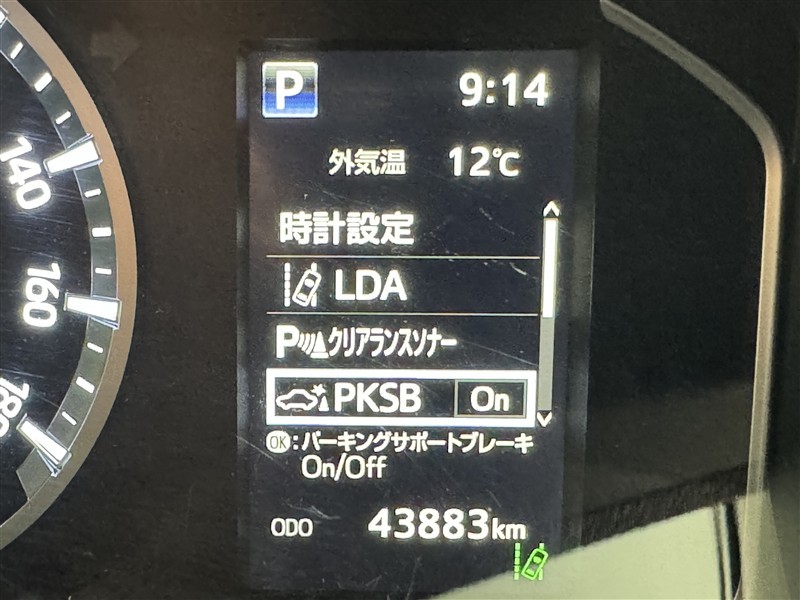 P 9:14
外気温 12℃
時計設定
LDA
P クリアランスソナー
PKSB On
OK:パーキングサポートブレーキ
On/Off
ODO 43883km
140
160
180